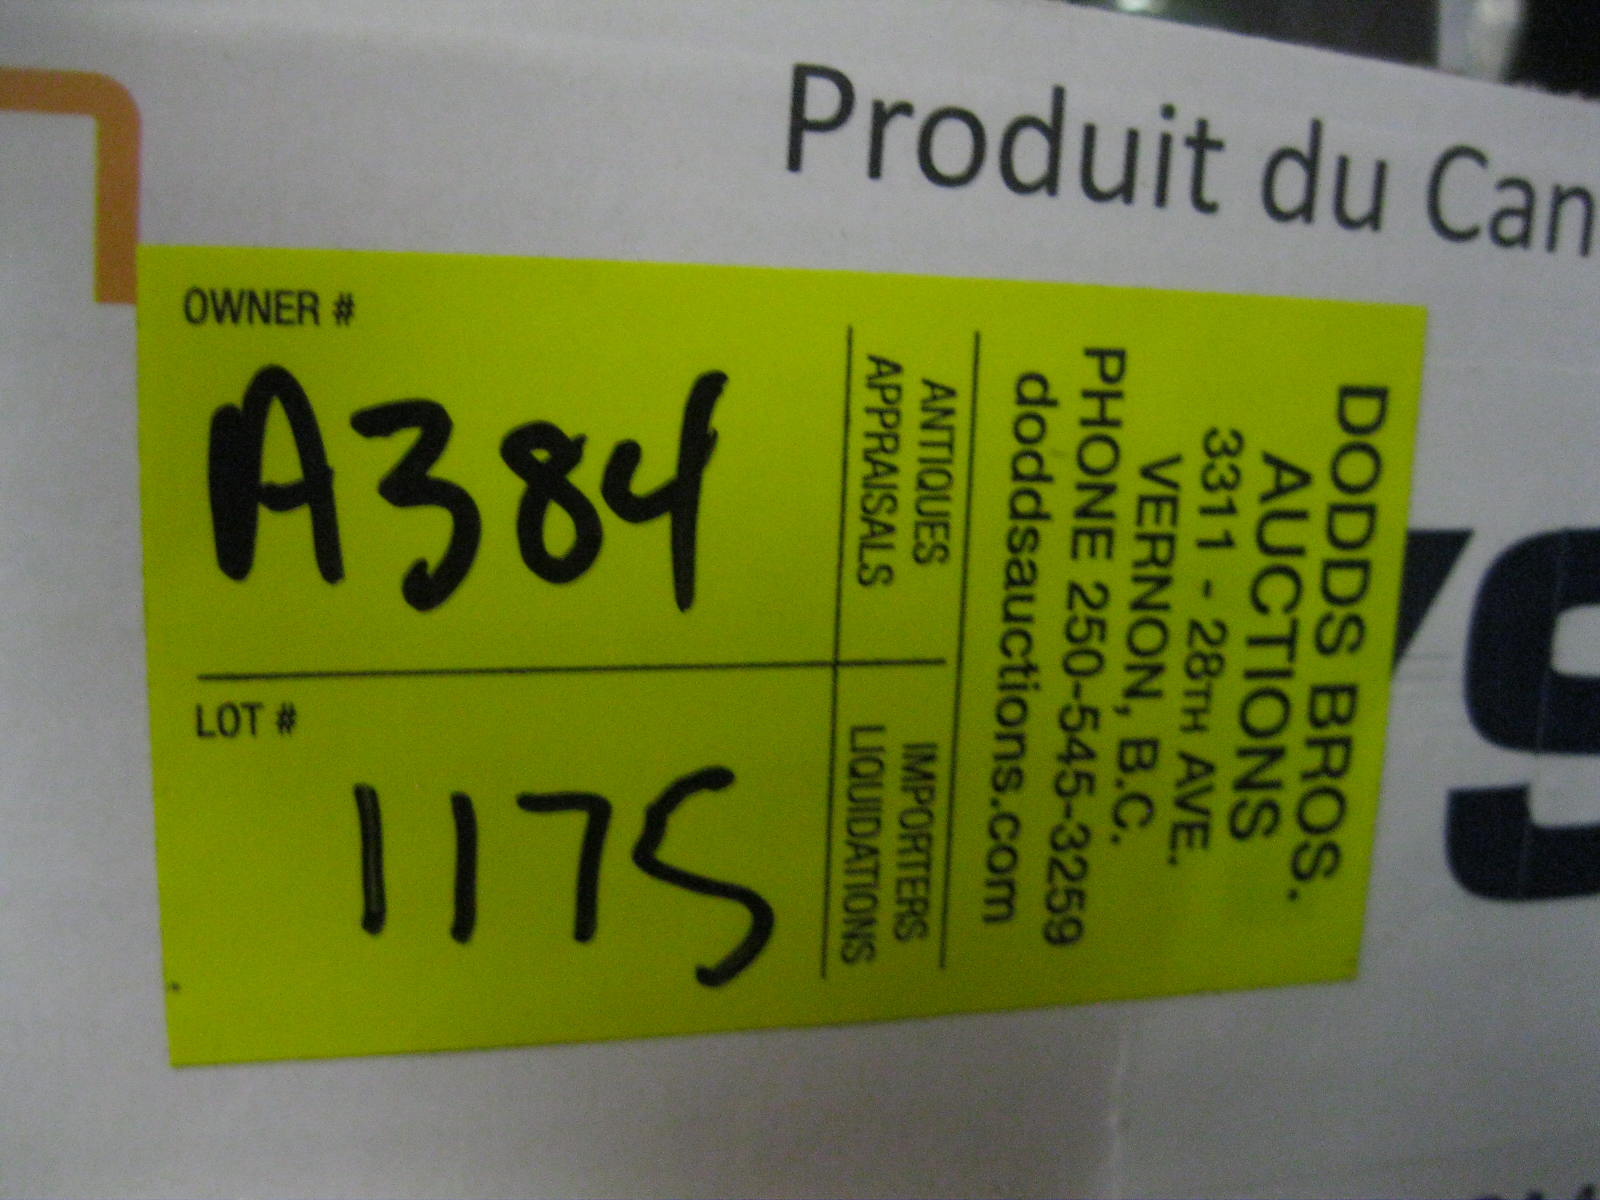 Produit du Can
OWNER #
A384
LOT #
1175
ANTIQUES
APPRAISALS
IMPORTERS
LIQUIDATIONS
DODDS BROS.
AUCTIONS
3311 - 28TH AVE.
VERNON, B.C.
PHONE 250-545-3259
doddsauctions.com